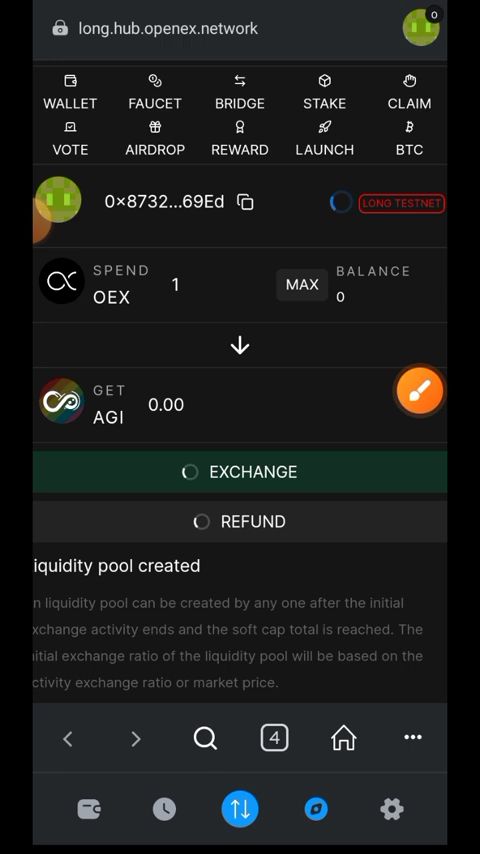 long.hub.openex.network
0
WALLET FAUCET BRIDGE STAKE CLAIM
VOTE AIRDROP REWARD LAUNCH BTC
0×8732...69Ed LONG TESTNET
SPEND
OEX 1 MAX
BALANCE
0
GET
AGI 0.00
EXCHANGE
REFUND
iquidity pool created
n liquidity pool can be created by any one after the initial
xchange activity ends and the soft cap total is reached. The
itial exchange ratio of the liquidity pool will be based on the
ctivity exchange ratio or market price.
4